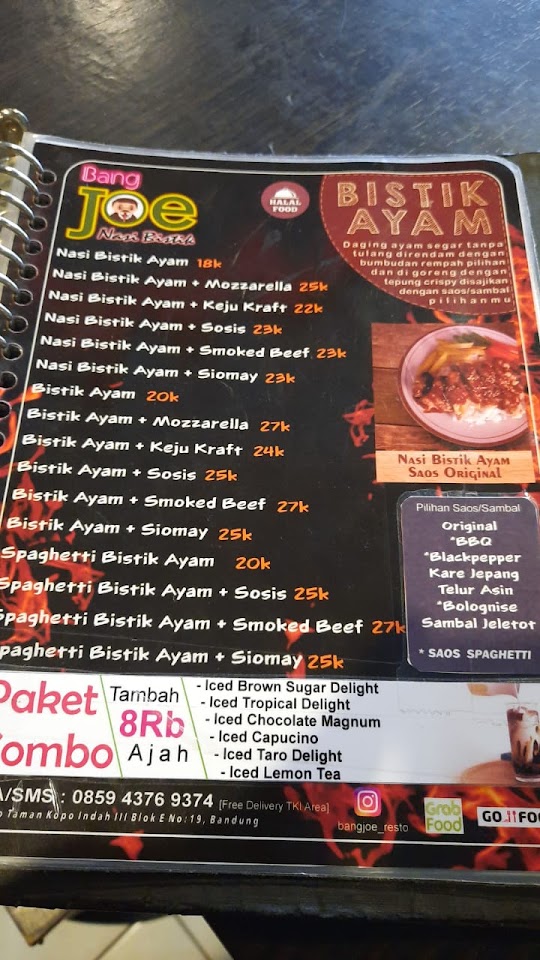 Bang
Joe
Nasi Bistik
HALAL
FOOD
BISTIK
AYAM
Daging ayam segar tanpa
tulang direndam dengan
bumbudan rempah pilihan
dan di goreng dengan
tepung crispy disajikan
dengan saos/sambal
pilihanmu
Nasi Bistik Ayam 18k
Nasi Bistik Ayam + Mozzarella 25k
Nasi Bistik Ayam + Keju Kraft 22k
Nasi Bistik Ayam + Sosis 23k
Nasi Bistik Ayam + Smoked Beef 23k
Nasi Bistik Ayam + Siomay 23k
Bistik Ayam 20k
Bistik Ayam + Mozzarella 27k
Bistik Ayam + Keju Kraft 24k
Bistik Ayam + Sosis 25k
Bistik Ayam + Smoked Beef 27k
Bistik Ayam + Siomay 25k
Spaghetti Bistik Ayam 20k
Spaghetti Bistik Ayam + Sosis 25k
Spaghetti Bistik Ayam + Smoked Beef 27k
paghetti Bistik Ayam + Siomay 25k
Nasi Bistik Ayam
Saos Original
Pilihan Saos/Sambal
Original
*BBQ
*Blackpepper
Kare Jepang
Telur Asin
*Bolognise
Sambal Jeletot
* SAOS SPAGHETTI
Paket
Combo
Tambah
8Rb
Ajah
- Iced Brown Sugar Delight
- Iced Tropical Delight
- Iced Chocolate Magnum
- Iced Capucino
- Iced Taro Delight
- Iced Lemon Tea
A/SMS : 0859 4376 9374 [Free Delivery TKI Area]
Taman Kopo Indah III Blok E No:19, Bandung
bangjoe_resto
Grab
Food
GO FOO